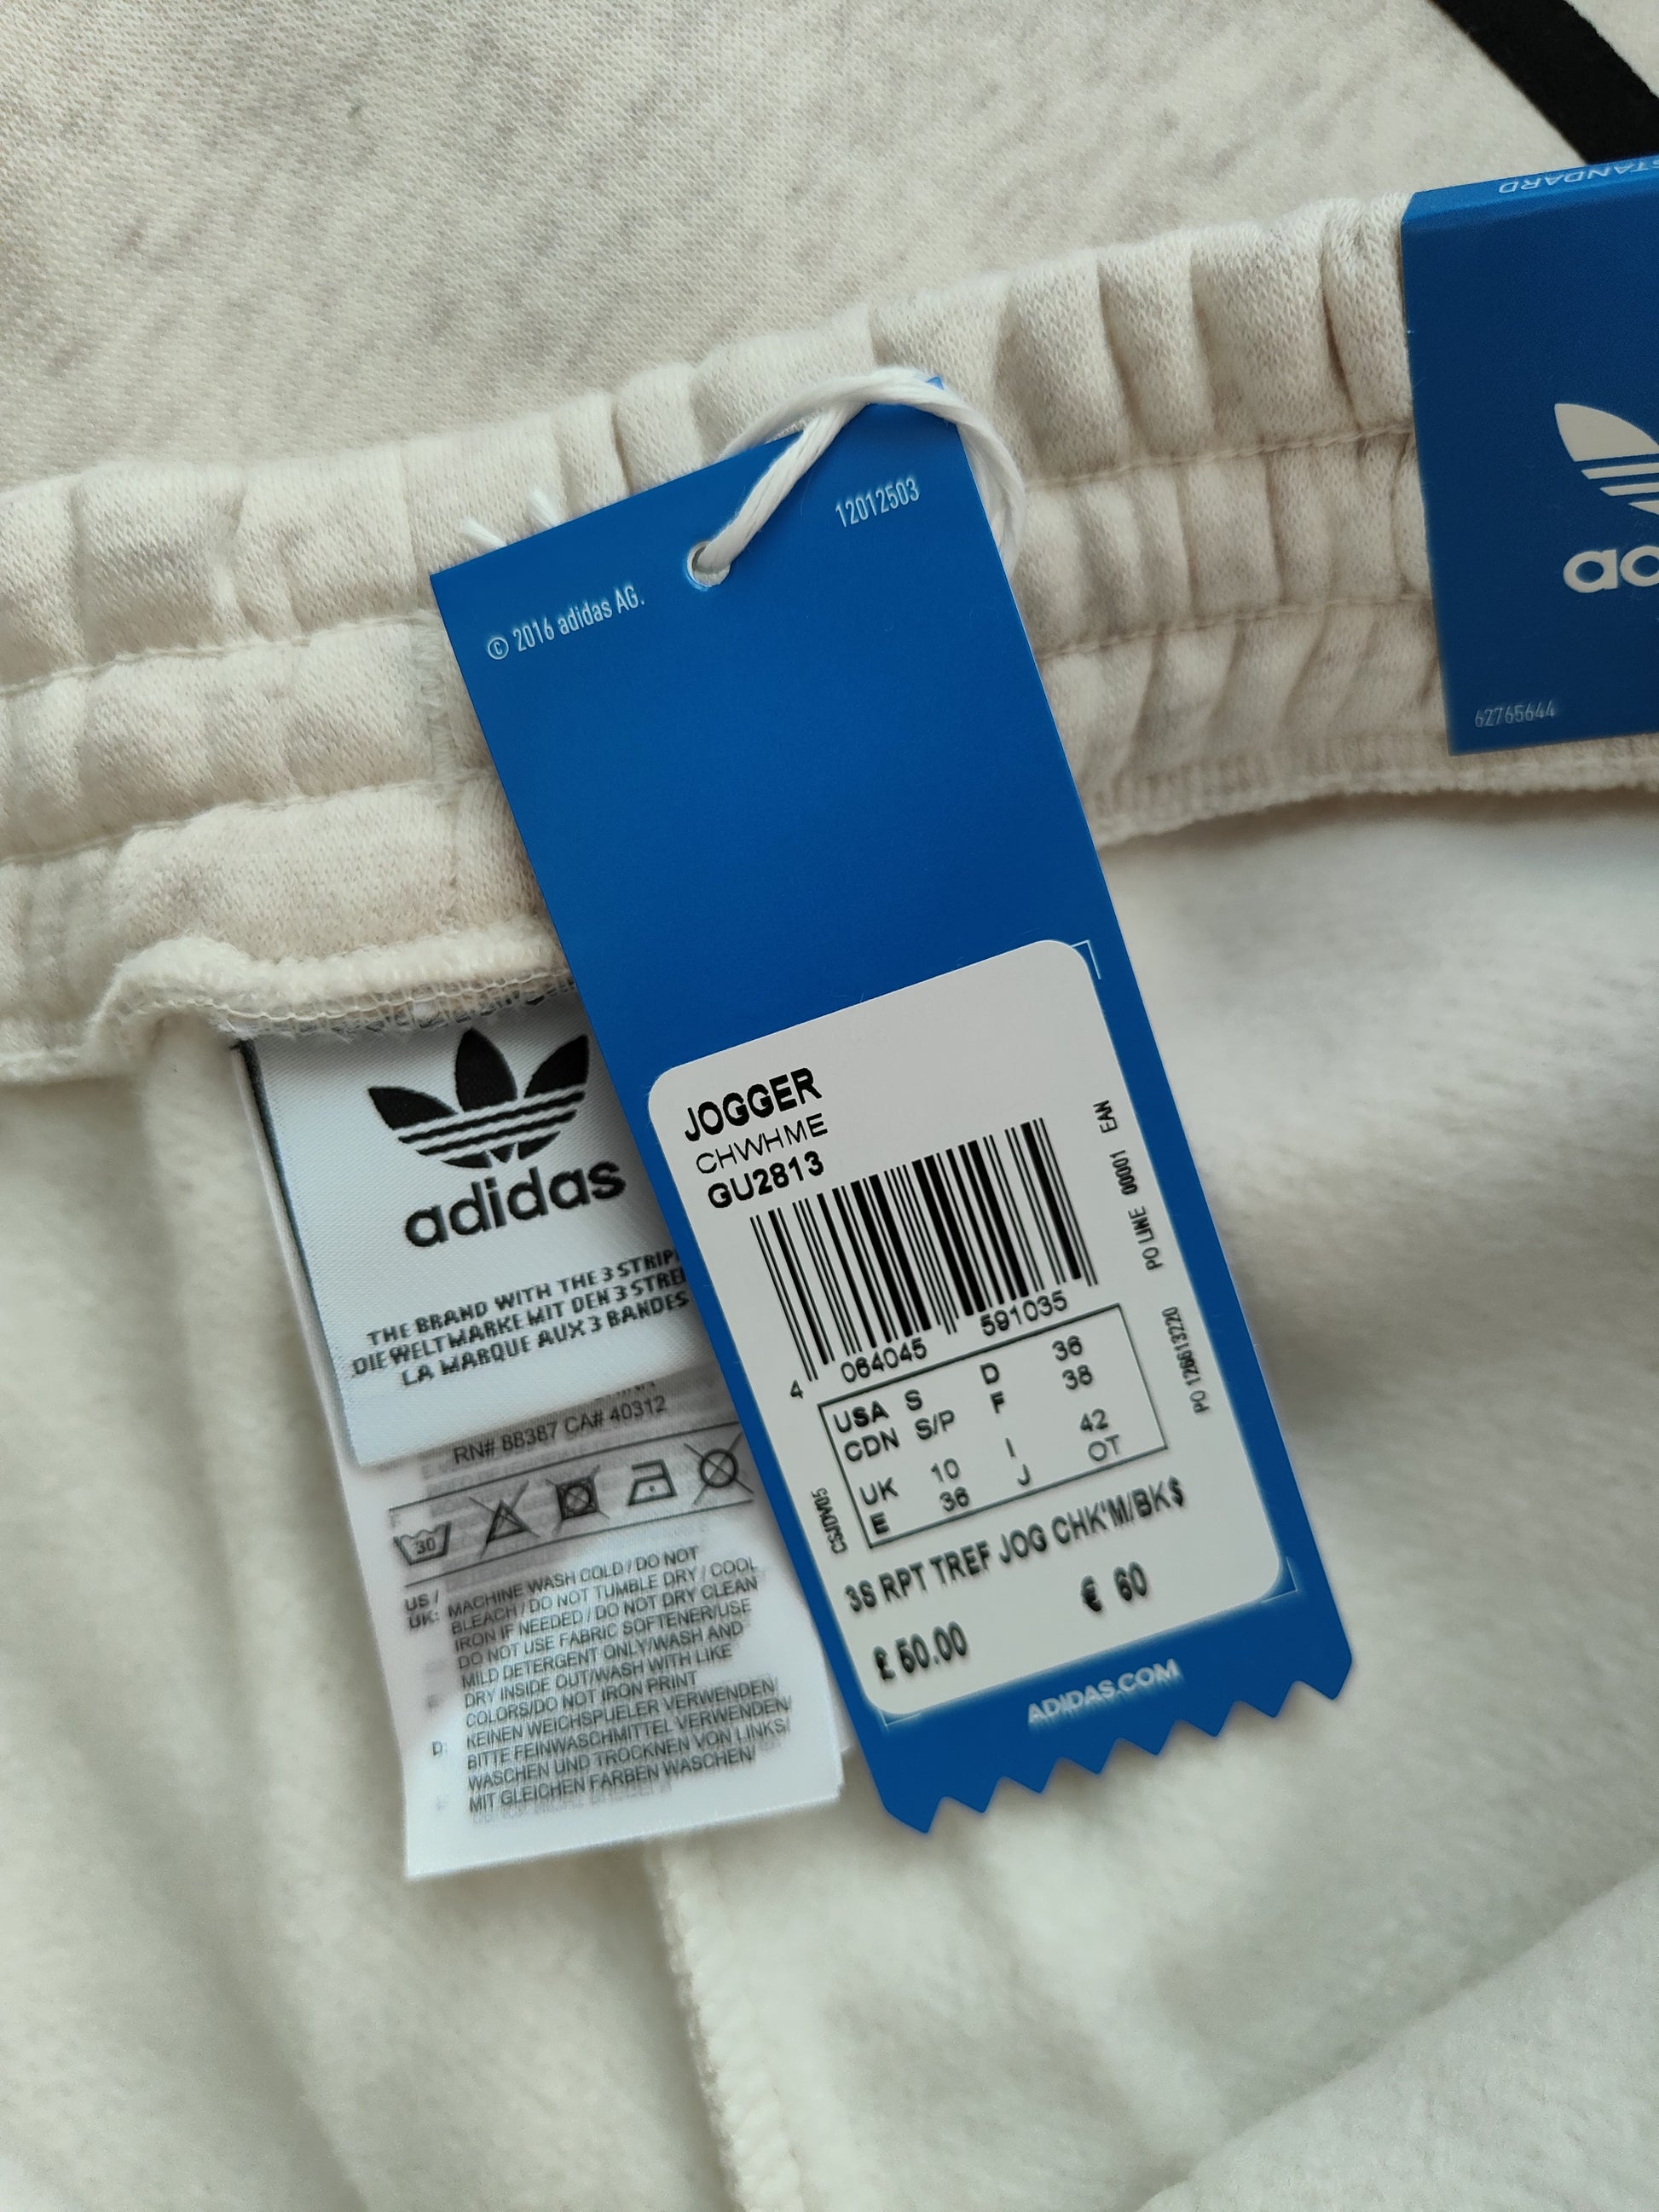 STANDARD
12012503
© 2016 adidas AG.
62765644
JOGGER
CHWHME
GU2813
EAN
PO LINE 00001
4 064045 591035
USA S D 36
CDN S/P F 38
UK 10 I 42
E 36 J OT
3S RPT TREF JOG CHK'M/BK$
£ 50.00 € 60
ADIDAS.COM
adidas
THE BRAND WITH THE 3 STRIP
DIE WELTMARKE MIT DEN 3 STREI
LA MARQUE AUX 3 BANDES
RN# 88387 CA# 40312
30
US / UK: MACHINE WASH COLD / DO NOT
BLEACH / DO NOT TUMBLE DRY / COOL
IRON IF NEEDED / DO NOT DRY CLEAN
DO NOT USE FABRIC SOFTENER/USE
MILD DETERGENT ONLY/WASH AND
DRY INSIDE OUT/WASH WITH LIKE
COLORS/DO NOT IRON PRINT
D: KEINEN WEICHSPUELER VERWENDEN/
BITTE FEINWASCHMITTEL VERWENDEN/
WASCHEN UND TROCKNEN VON LINKS/
MIT GLEICHEN FARBEN WASCHEN/